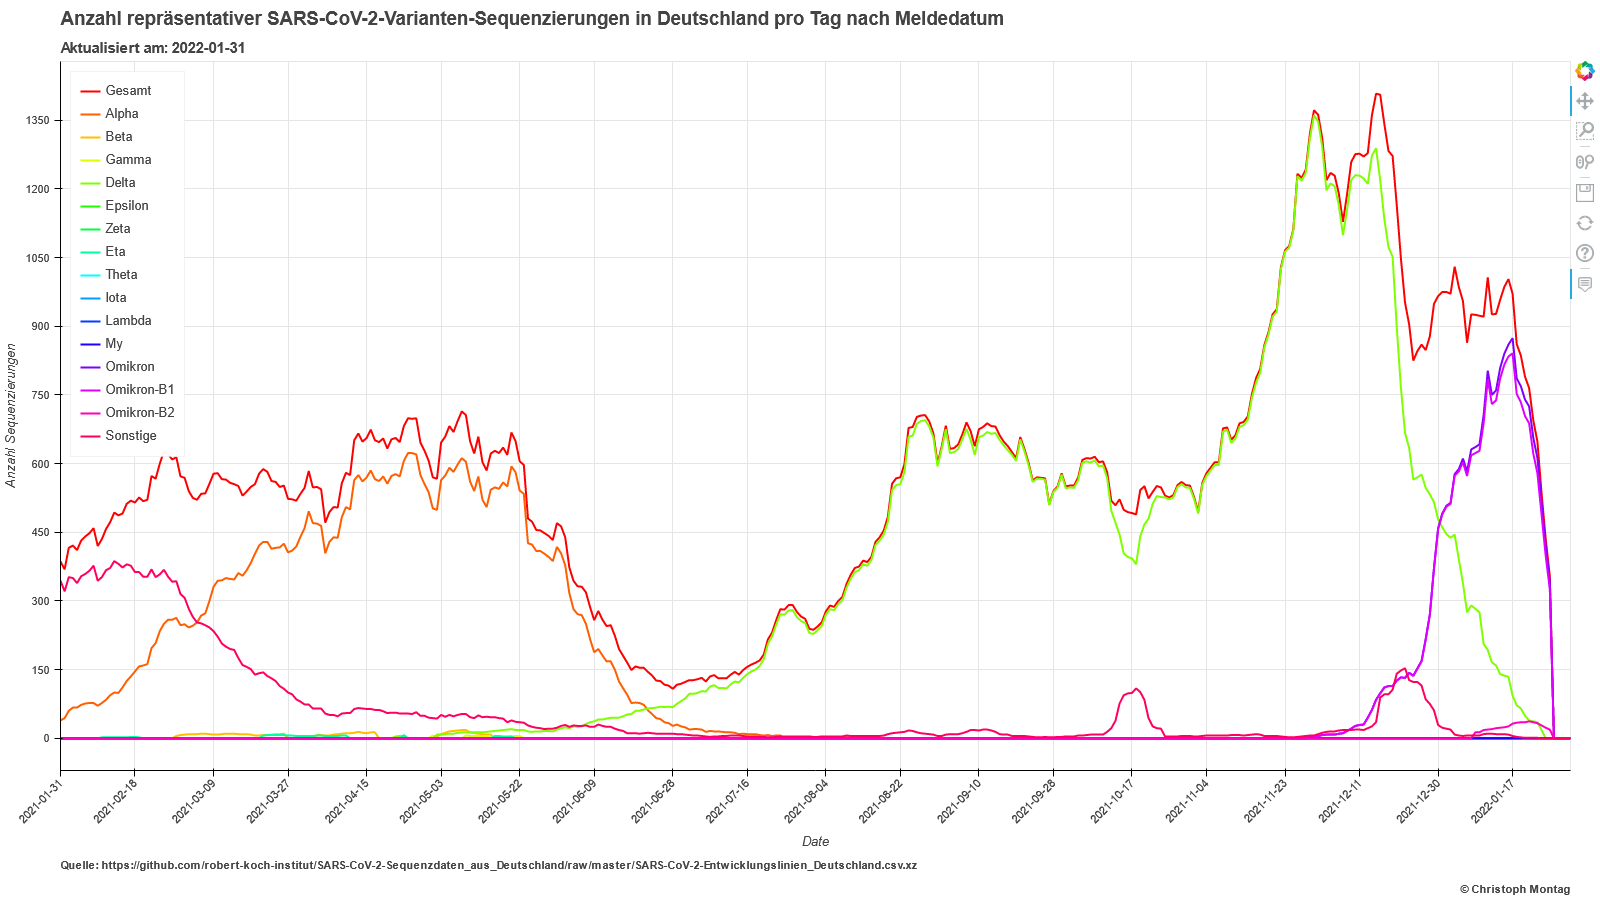 Anzahl repräsentativer SARS-CoV-2-Varianten-Sequenzierungen in Deutschland pro Tag nach Meldedatum
Aktualisiert am: 2022-01-31
Gesamt
Alpha
Beta
Gamma
Delta
Epsilon
Zeta
Eta
Theta
Iota
Lambda
My
Omikron
Omikron-B1
Omikron-B2
Sonstige
1350
1200
1050
900
750
600
450
300
150
0
Anzahl Sequenzierungen
2021-01-31
2021-02-18
2021-03-09
2021-03-27
2021-04-15
2021-05-03
2021-05-22
2021-06-09
2021-06-28
2021-07-16
2021-08-04
2021-08-22
2021-09-10
2021-09-28
2021-10-17
2021-11-04
2021-11-23
2021-12-11
2021-12-30
2022-01-17
Date
Quelle: https://github.com/robert-koch-institut/SARS-CoV-2-Sequenzdaten_aus_Deutschland/raw/master/SARS-CoV-2-Entwicklungslinien_Deutschland.csv.xz
© Christoph Montag